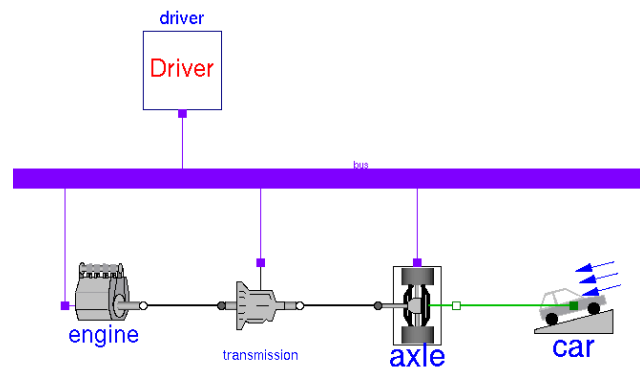 driver
Driver
bus
engine
transmission
axle
car